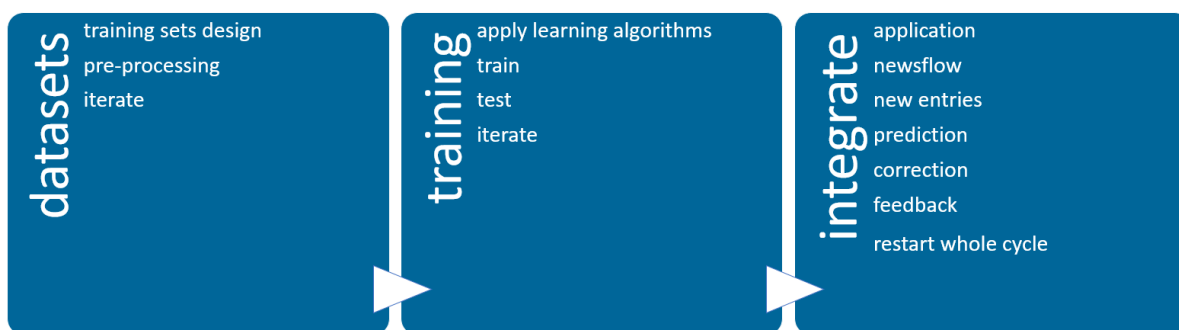 datasets
training sets design
pre-processing
iterate
training
apply learning algorithms
train
test
iterate
integrate
application
newsflow
new entries
prediction
correction
feedback
restart whole cycle